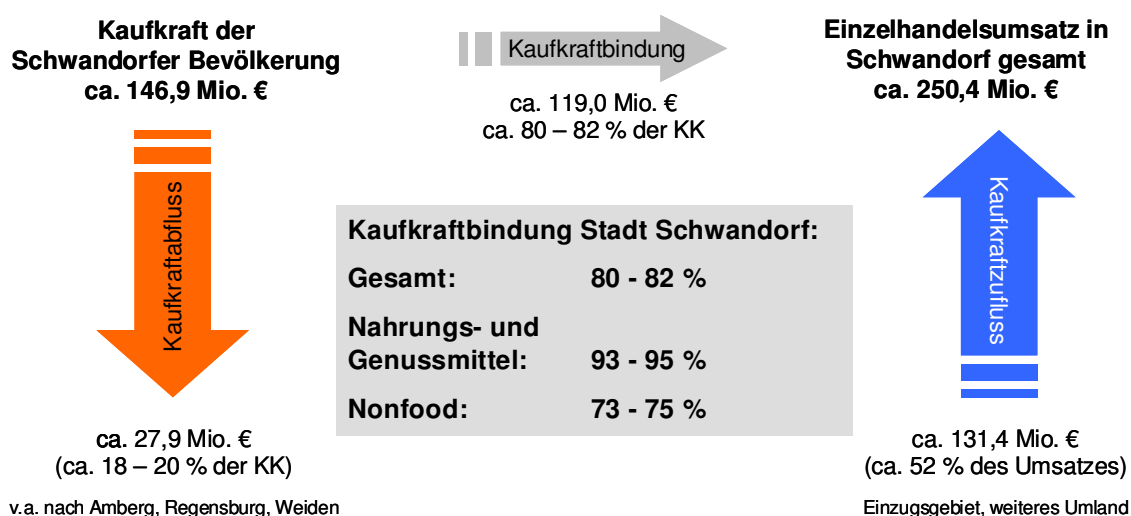 Kaufkraft der
Schwandorfer Bevölkerung
ca. 146,9 Mio. €
Kaufkraftbindung
ca. 119,0 Mio. €
ca. 80 – 82 % der KK
Einzelhandelsumsatz in
Schwandorf gesamt
ca. 250,4 Mio. €
Kaufkraftabfluss
Kaufkraftbindung Stadt Schwandorf:
Gesamt: 80 - 82 %
Nahrungs- und
Genussmittel: 93 - 95 %
Nonfood: 73 - 75 %
Kaufkraftzufluss
ca. 27,9 Mio. €
(ca. 18 – 20 % der KK)
v.a. nach Amberg, Regensburg, Weiden
ca. 131,4 Mio. €
(ca. 52 % des Umsatzes)
Einzugsgebiet, weiteres Umland